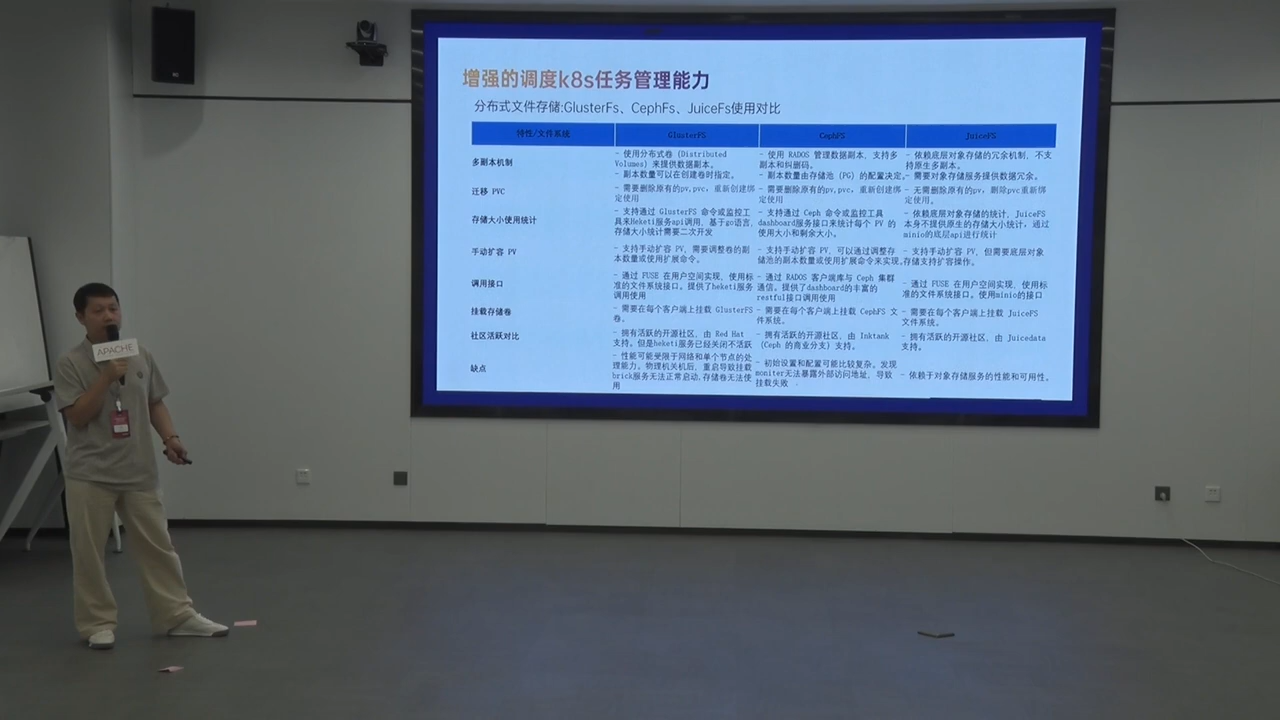 增强的调度k8s任务管理能力
分布式文件存储:GlusterFs、CephFs、JuiceFs使用对比
特性/文件系统 GlusterFS CephFS JuiceFS
多副本机制
- 使用分布式卷 (Distributed
Volumes) 来提供数据副本。
- 副本数量可以在创建卷时指定。
- 使用 RADOS 管理数据副本，支持多
副本和纠删码。
- 副本数量由存储池 (PG) 的配置决定。
- 依赖底层对象存储的冗余机制，不支
持原生多副本。
- 需要对象存储服务提供数据冗余。
迁移 PVC
- 需要删除原有的pv,pvc，重新创建绑
定使用
- 需要删除原有的pv,pvc，重新创建绑
定使用
- 无需删除原有的pv，删除pvc重新绑
定使用。
存储大小使用统计
- 支持通过 GlusterFS 命令或监控工
具来Heketi服务api调用，基于go语言，
存储大小统计需要二次开发
- 支持通过 Ceph 命令或监控工具
dashboard服务接口来统计每个 PV 的
使用大小和剩余大小。
- 依赖底层对象存储的统计，JuiceFS
本身不提供原生的存储大小统计，通过
minio的底层api进行统计
手动扩容 PV
- 支持手动扩容 PV，需要调整卷的副
本数量或使用扩展命令。
- 支持手动扩容 PV，可以通过调整存
储池的副本数量或使用扩展命令来实现。
- 支持手动扩容 PV，但需要底层对象
存储支持扩容操作。
调用接口
- 通过 FUSE 在用户空间实现，使用标
准的文件系统接口。提供了heketi服务
调用使用
- 通过 RADOS 客户端库与 Ceph 集群
通信。提供了dashboard的丰富的
restful接口调用使用
- 通过 FUSE 在用户空间实现，使用标
准的文件系统接口。使用minio的接口
挂载存储卷
- 需要在每个客户端上挂载 GlusterFS
卷。
- 需要在每个客户端上挂载 CephFS 文
件系统。
- 需要在每个客户端上挂载 JuiceFS
文件系统。
社区活跃对比
- 拥有活跃的开源社区，由 Red Hat
支持。但是heketi服务已经关闭不活跃
- 拥有活跃的开源社区，由 Inktank
(Ceph 的商业分支) 支持。
- 拥有活跃的开源社区，由 Juicedata
支持。
缺点
- 性能可能受限于网络和单个节点的处
理能力。物理机关机后，重启导致挂载
brick服务无法正常启动,存储卷无法使
用
- 初始设置和配置可能比较复杂。发现
moniter无法暴露外部访问地址，导致
挂载失败
- 依赖于对象存储服务的性能和可用性。
APACHE